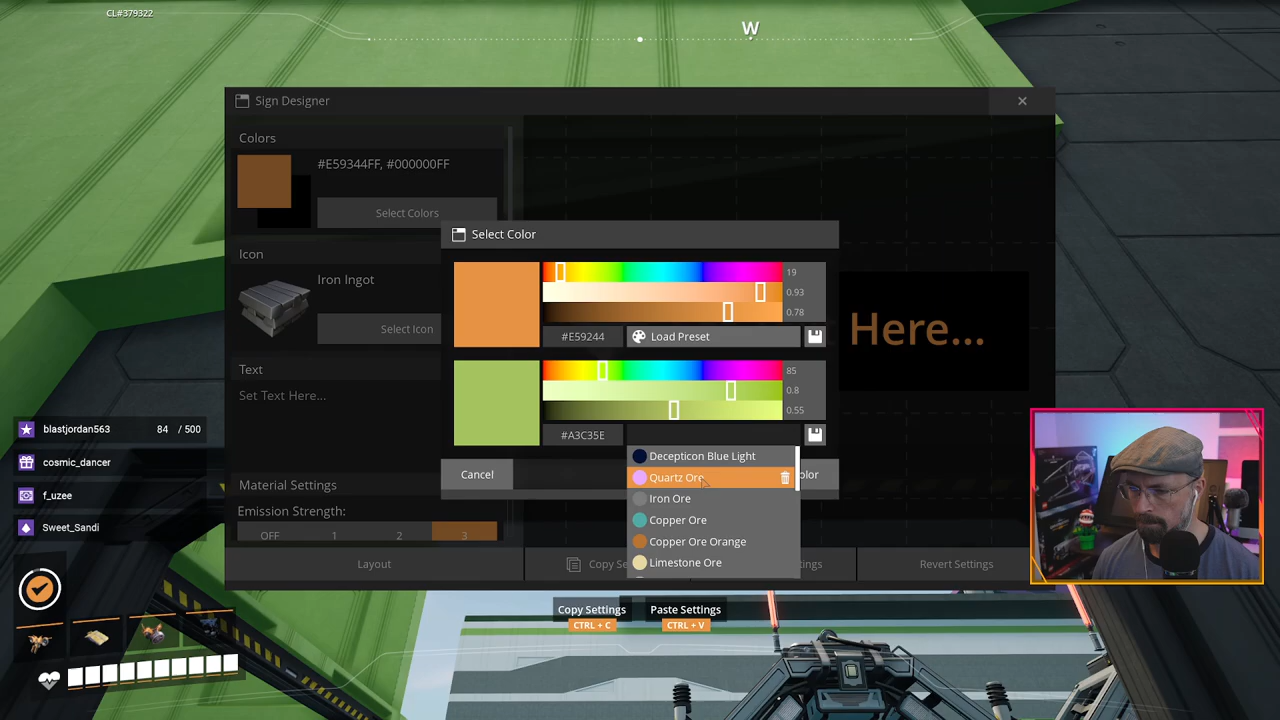 CL#379322
W
Sign Designer
Colors
#E59344FF, #000000FF
Select Colors
Icon
Iron Ingot
Select Icon
Text
Set Text Here...
Material Settings
Emission Strength:
OFF 1 2 3
Layout
Select Color
19
0.93
0.78
#E59244
Load Preset
85
0.8
0.55
#A3C35E
Cancel
olor
Decepticon Blue Light
Quartz Ore
Iron Ore
Copper Ore
Copper Ore Orange
Limestone Ore
Here...
Copy Se
ings
Revert Settings
Copy Settings
CTRL + C
Paste Settings
CTRL + V
blastjordan563 84 / 500
cosmic_dancer
f_uzee
Sweet_Sandi